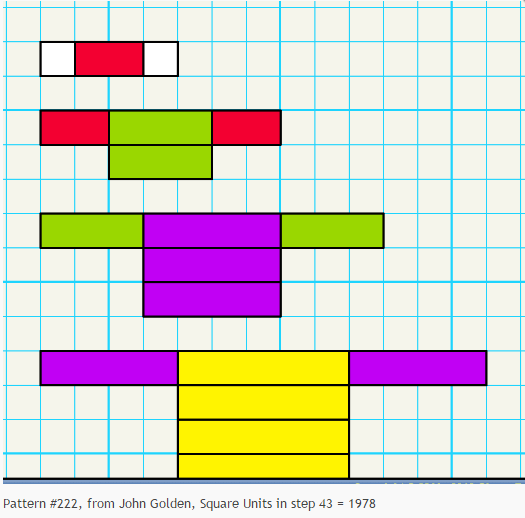 Pattern #222, from John Golden, Square Units in step 43 = 1978